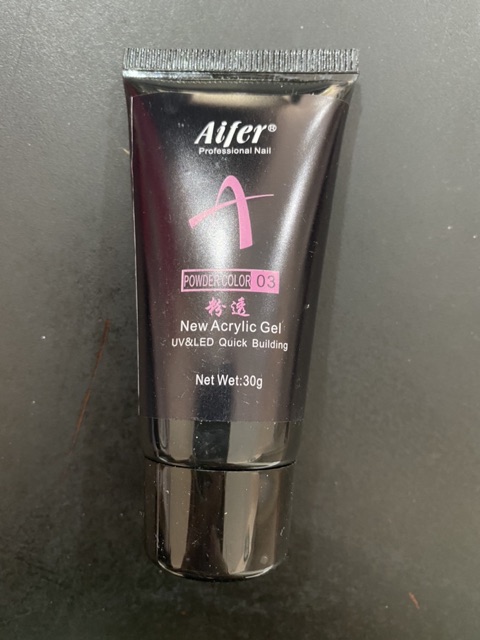 Aifer®
Professional Nail
A
POWDER COLOR 03
粉透
New Acrylic Gel
UV&LED Quick Building
Net Wet:30g